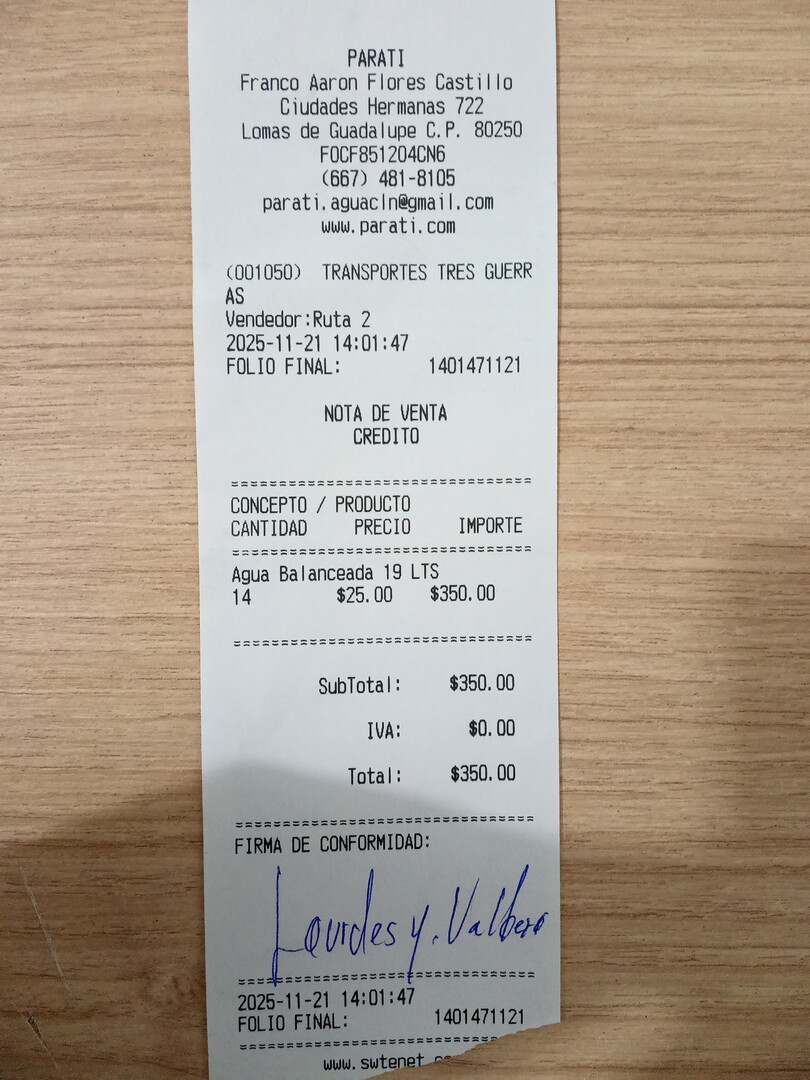 PARATI
Franco Aaron Flores Castillo
Ciudades Hermanas 722
Lomas de Guadalupe C.P. 80250
FOCF851204CN6
(667) 481-8105
parati.aguacln@gmail.com
www.parati.com
(001050) TRANSPORTES TRES GUERR
AS
Vendedor:Ruta 2
2025-11-21 14:01:47
FOLIO FINAL: 1401471121
NOTA DE VENTA
CREDITO
CONCEPTO / PRODUCTO
CANTIDAD PRECIO IMPORTE
Agua Balanceada 19 LTS
14 $25.00 $350.00
SubTotal: $350.00
IVA: $0.00
Total: $350.00
FIRMA DE CONFORMIDAD:
Lourdes y.
2025-11-21 14:01:47
FOLIO FINAL: 1401471121
www.swtenet